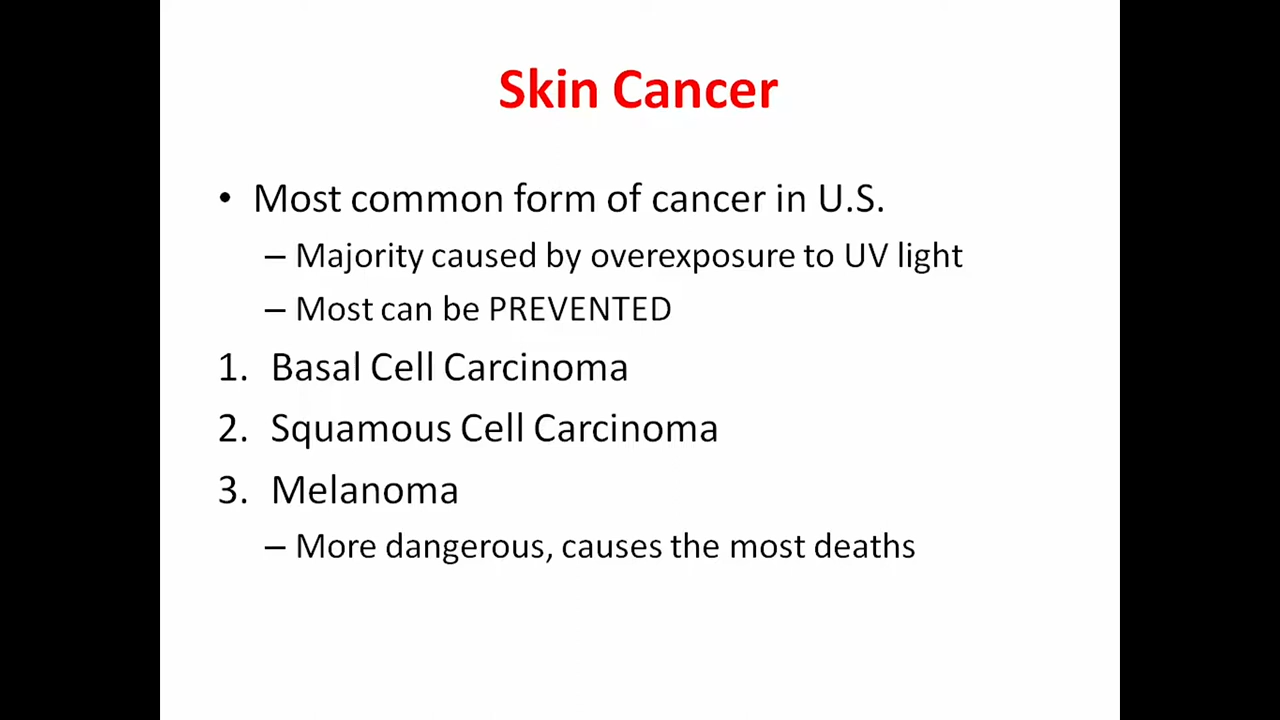 Skin Cancer
• Most common form of cancer in U.S.
– Majority caused by overexposure to UV light
– Most can be PREVENTED
1. Basal Cell Carcinoma
2. Squamous Cell Carcinoma
3. Melanoma
– More dangerous, causes the most deaths